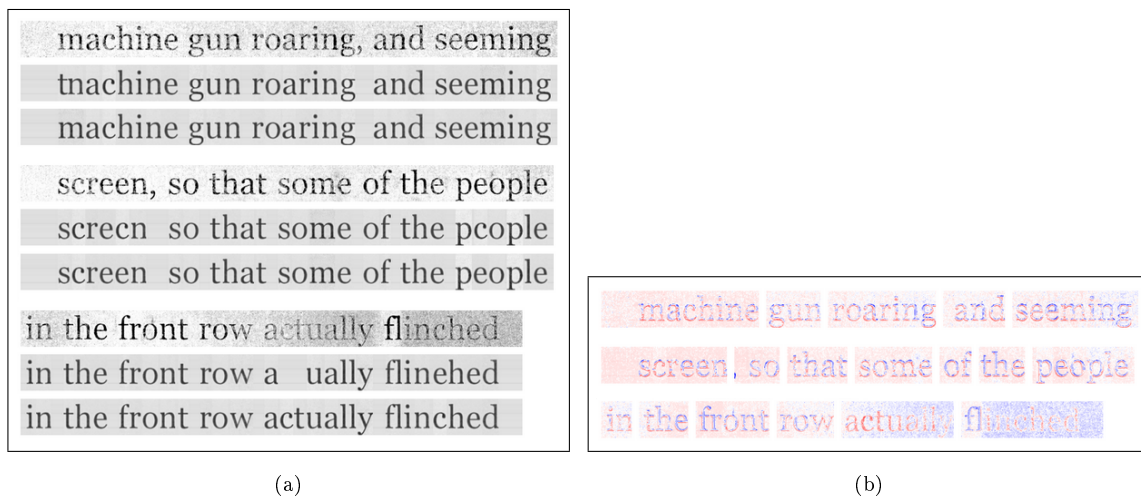 machine gun roaring, and seeming
tnachine gun roaring and seeming
machine gun roaring and seeming
screen, so that some of the people
screcn so that some of the pcople
screen so that some of the people
in the front row actually flinched
in the front row a ually flinehed
in the front row actually flinched
(a)
machine gun roaring and seeming
screen, so that some of the people
in the front row actually flinched
(b)